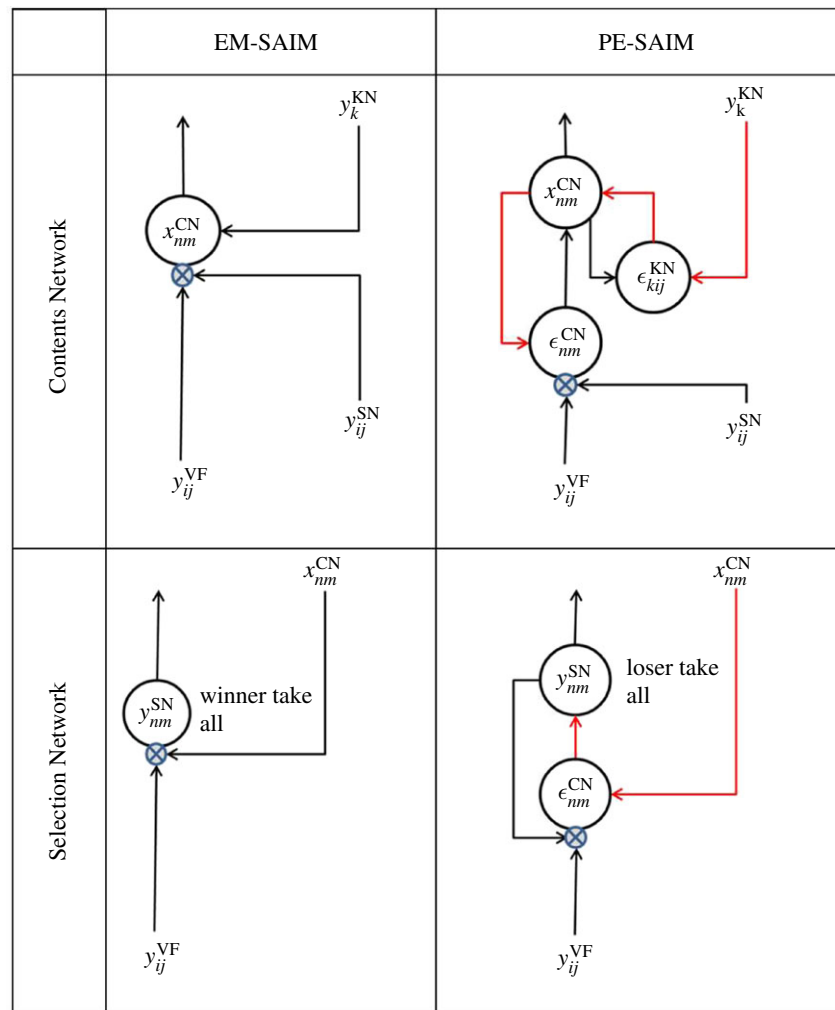 EM-SAIM
PE-SAIM
Contents Network
y_k^KN
x_nm^CN
y_ij^SN
y_ij^VF
y_k^KN
x_nm^CN
ϵ_kij^KN
ϵ_nm^CN
y_ij^SN
y_ij^VF
Selection Network
x_nm^CN
y_nm^SN
winner take
all
y_ij^VF
x_nm^CN
y_nm^SN
loser take
all
ϵ_nm^CN
y_ij^VF